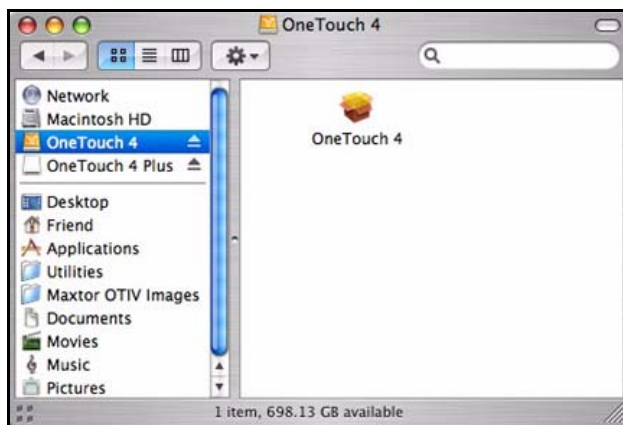 OneTouch 4
Network
Macintosh HD
OneTouch 4
OneTouch 4 Plus
Desktop
Friend
Applications
Utilities
Maxtor OTIV Images
Documents
Movies
Music
Pictures
OneTouch 4
1 item, 698.13 GB available